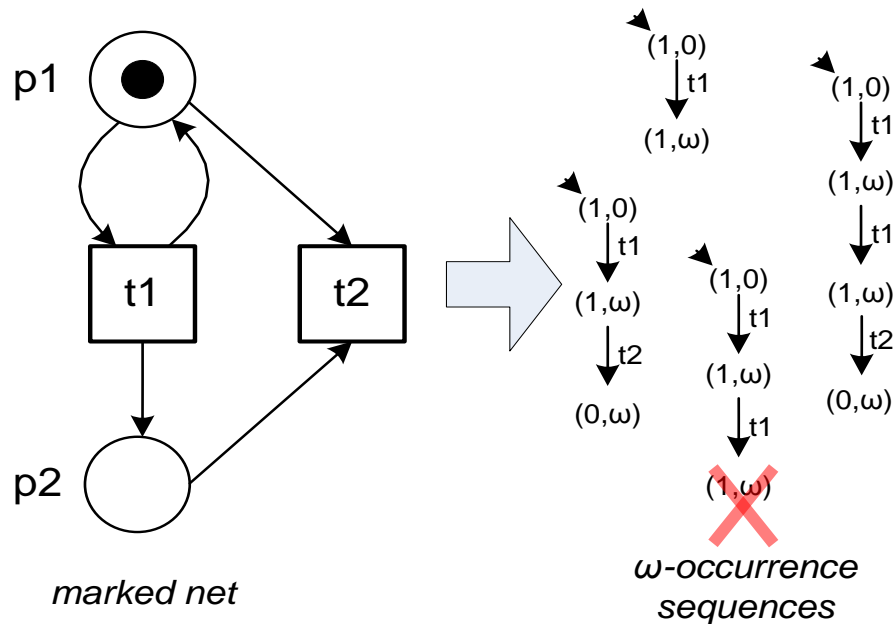 p1
t1
t2
p2
marked net
(1,0)
t1
(1,ω)
(1,0)
t1
(1,ω)
t2
(0,ω)
(1,0)
t1
(1,ω)
t1
(1,ω)
(1,0)
t1
(1,ω)
t1
(1,ω)
t2
(0,ω)
ω-occurrence
sequences